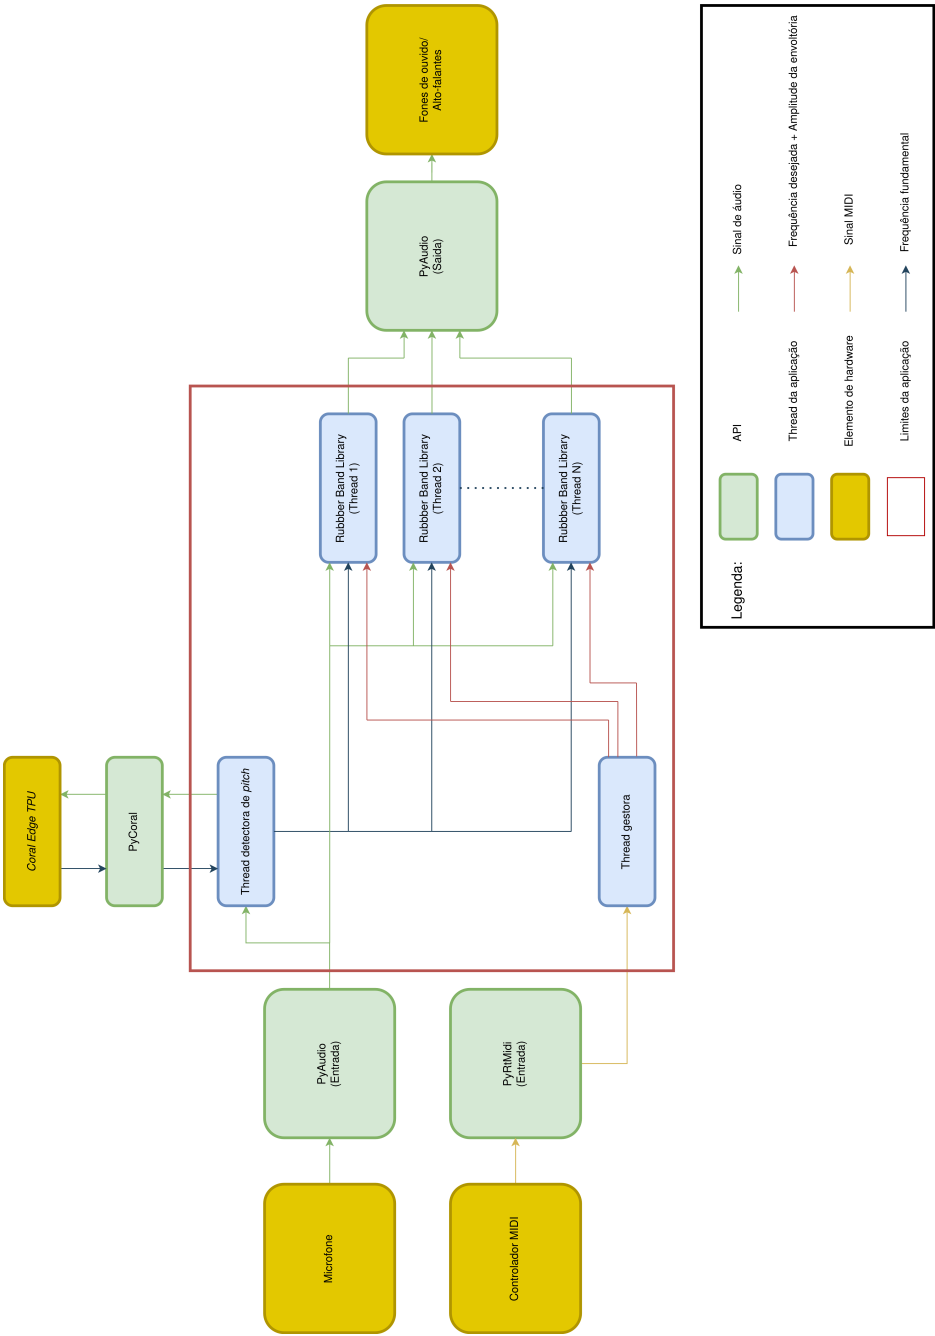 Microfone
Controlador MIDI
PyAudio
(Entrada)
PyRtMidi
(Entrada)
Coral Edge TPU
PyCoral
Thread detectora de pitch
Thread gestora
Rubbber Band Library
(Thread 1)
Rubbber Band Library
(Thread 2)
Rubbber Band Library
(Thread N)
PyAudio
(Saida)
Fones de ouvido/
Alto-falantes
Legenda:
API
Sinal de áudio
Thread da aplicação
Frequência desejada + Amplitude da envoltória
Elemento de hardware
Sinal MIDI
Limites da aplicação
Frequência fundamental